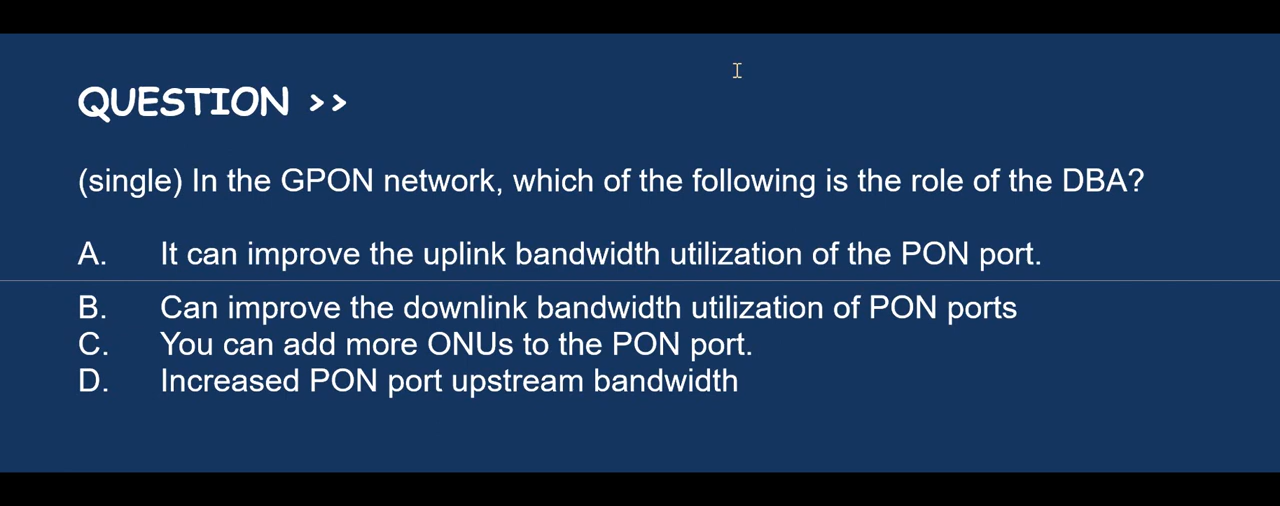 QUESTION >>
(single) In the GPON network, which of the following is the role of the DBA?
A. It can improve the uplink bandwidth utilization of the PON port.
B. Can improve the downlink bandwidth utilization of PON ports
C. You can add more ONUs to the PON port.
D. Increased PON port upstream bandwidth